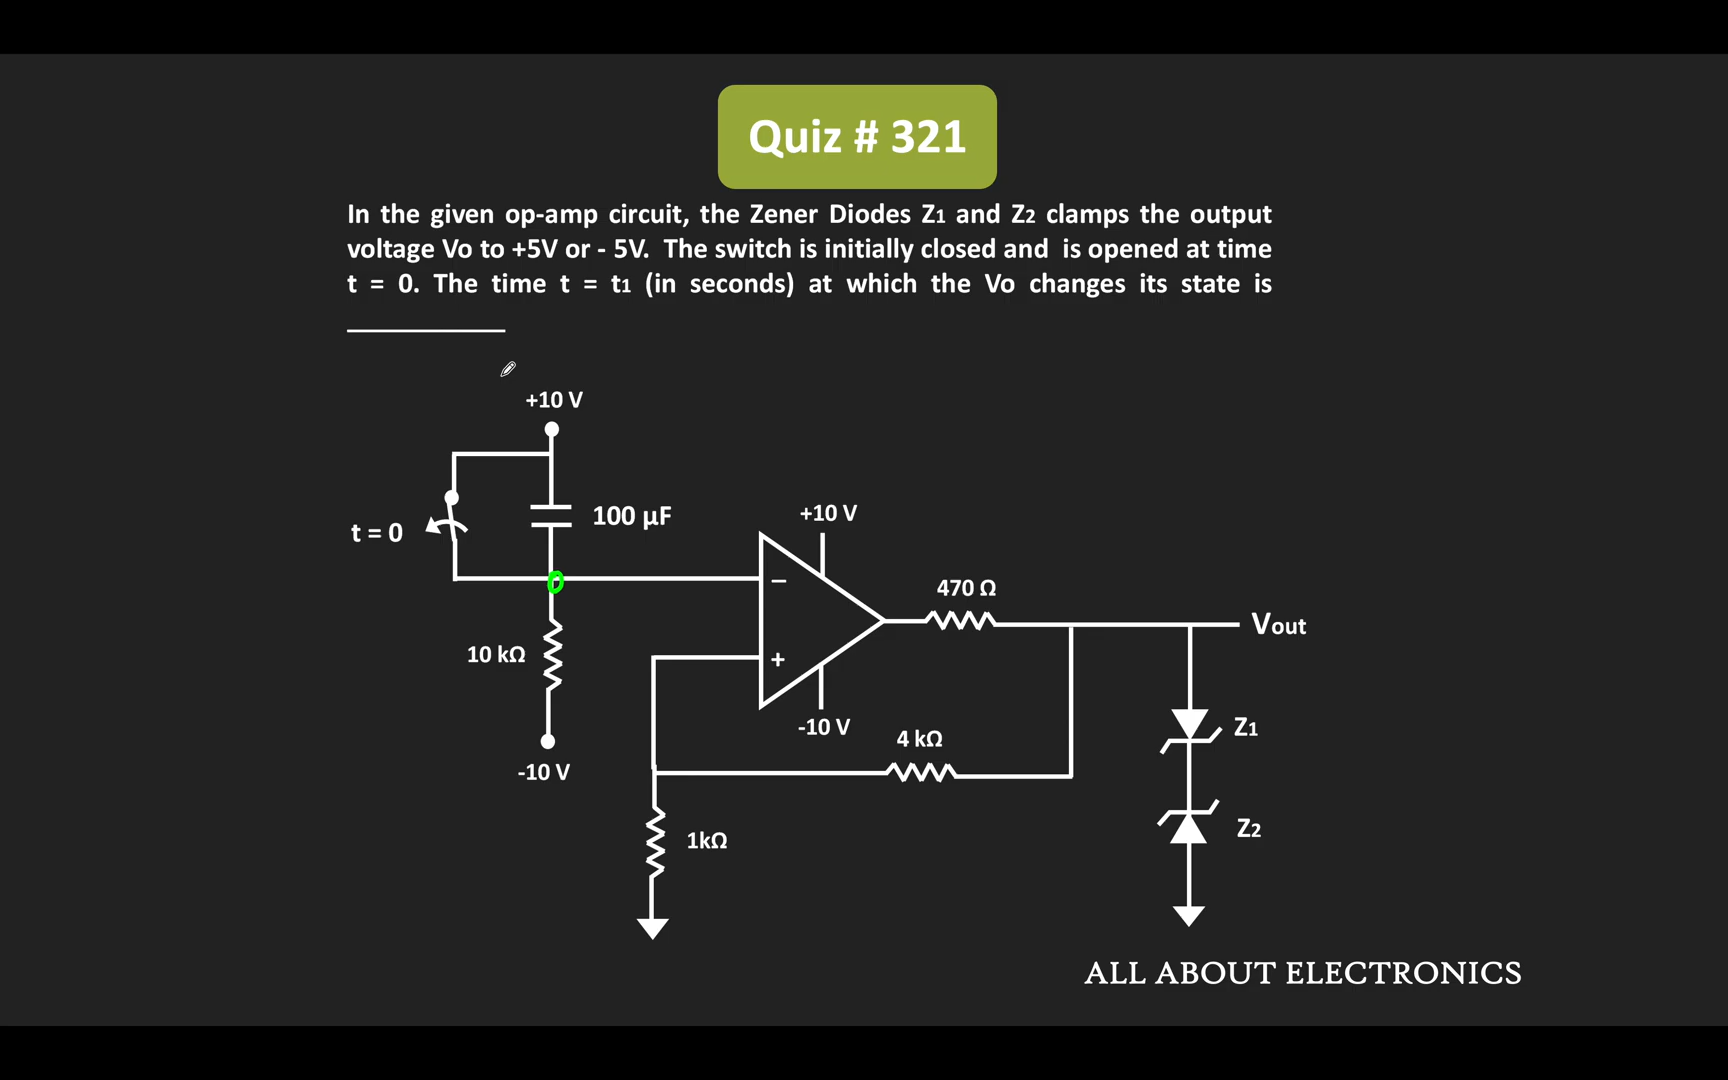 Quiz # 321
In the given op-amp circuit, the Zener Diodes Z1 and Z2 clamps the output
voltage Vo to +5V or - 5V. The switch is initially closed and is opened at time
t = 0. The time t = t1 (in seconds) at which the Vo changes its state is
+10 V
t = 0
100 μF
+10 V
−
470 Ω
Vout
10 kΩ
+
-10 V
4 kΩ
Z1
-10 V
1kΩ
Z2
ALL ABOUT ELECTRONICS